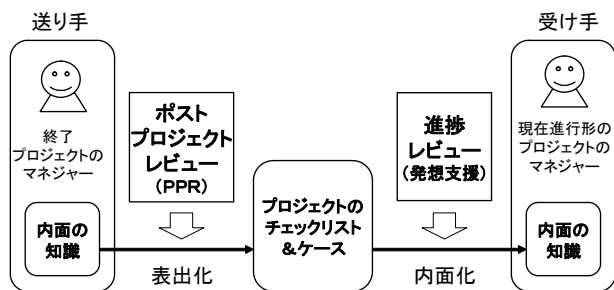 送り手
受け手
終了
プロジェクトの
マネジャー
内面の
知識
ポスト
プロジェクト
レビュー
(PPR)
表出化
プロジェクトの
チェックリスト
&ケース
進捗
レビュー
(発想支援)
内面化
現在進行形の
プロジェクトの
マネジャー
内面の
知識